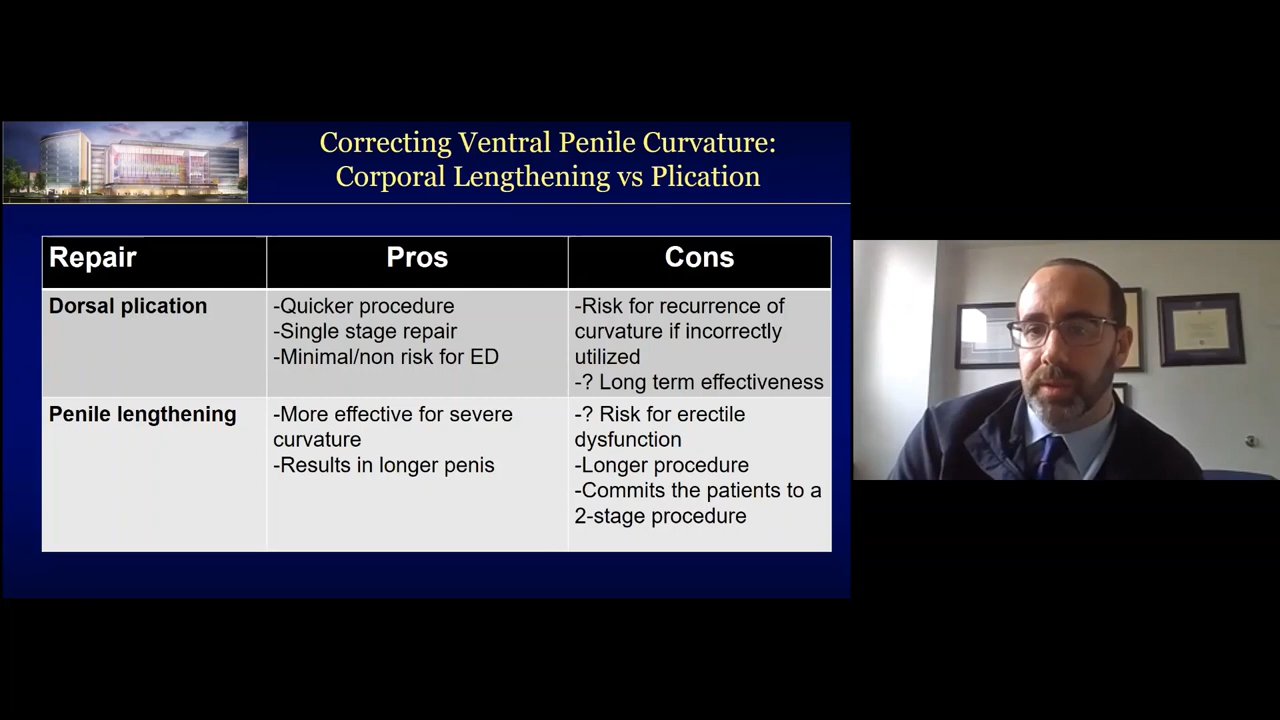 Correcting Ventral Penile Curvature:
Corporal Lengthening vs Plication
Repair
Pros
Cons
Dorsal plication
-Quicker procedure
-Single stage repair
-Minimal/non risk for ED
-Risk for recurrence of
curvature if incorrectly
utilized
-? Long term effectiveness
Penile lengthening
-More effective for severe
curvature
-Results in longer penis
-? Risk for erectile
dysfunction
-Longer procedure
-Commits the patients to a
2-stage procedure